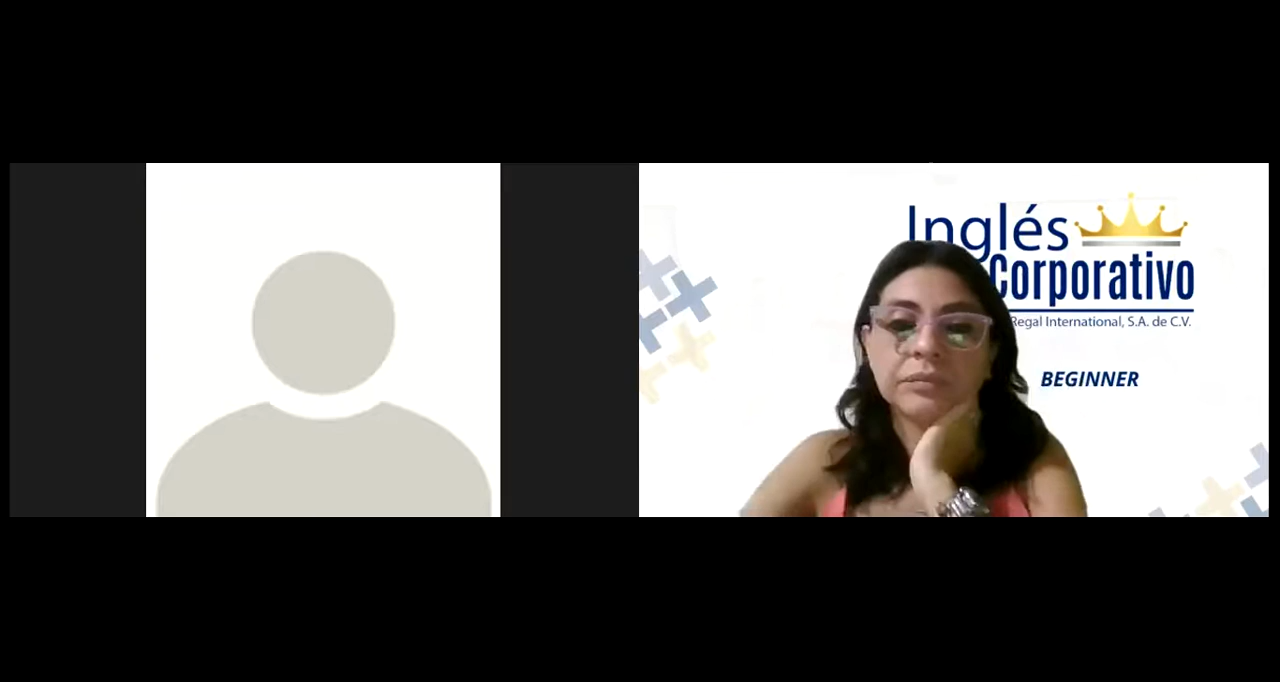 Inglés
Corporativo
Regal International, S.A. de C.V.
BEGINNER